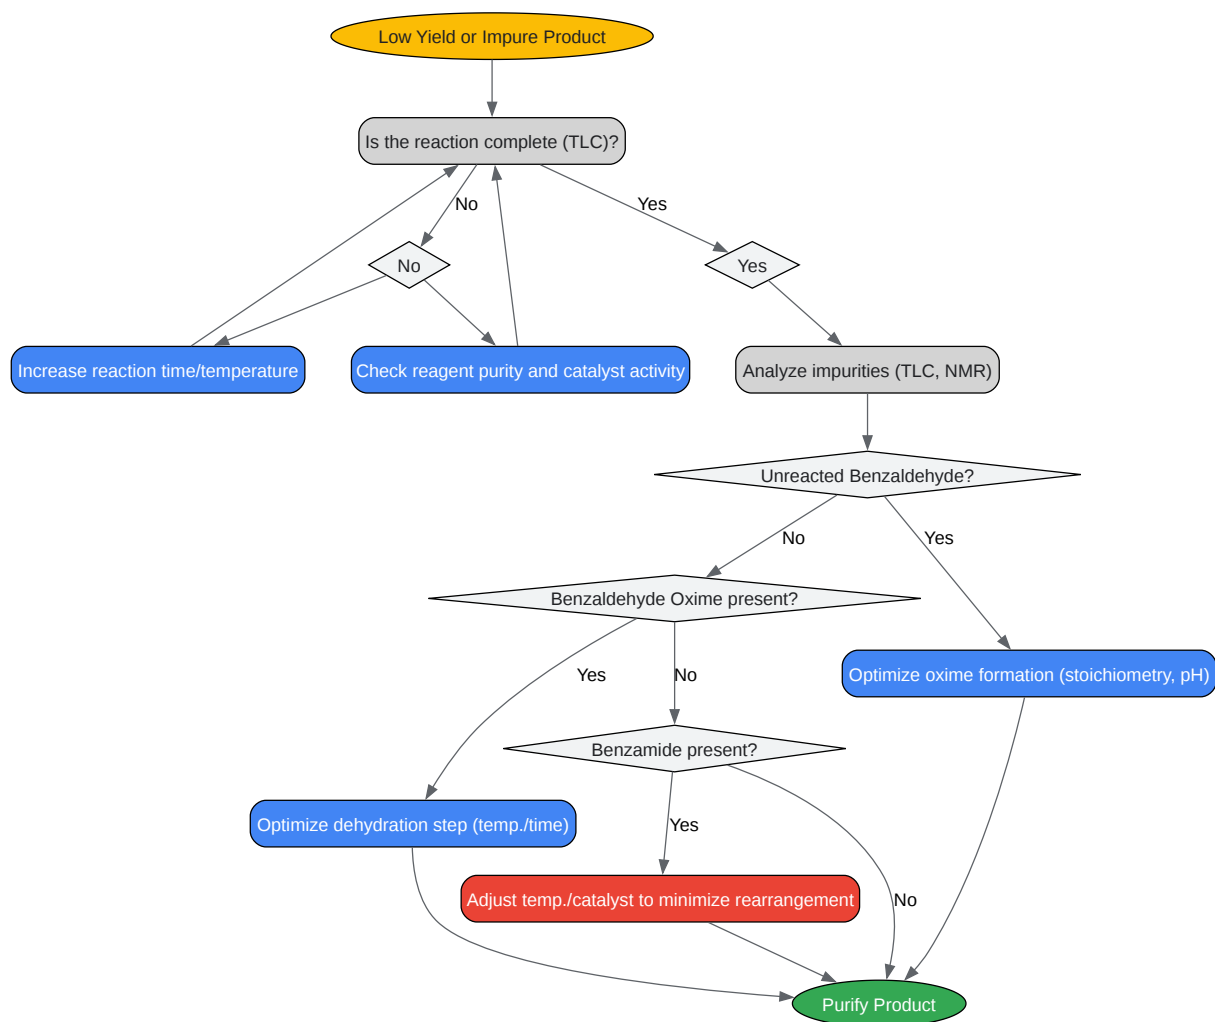 Low Yield or Impure Product
Is the reaction complete (TLC)?
No
Yes
No
Yes
Increase reaction time/temperature
Check reagent purity and catalyst activity
Analyze impurities (TLC, NMR)
Unreacted Benzaldehyde?
No
Yes
Benzaldehyde Oxime present?
Yes
No
Optimize oxime formation (stoichiometry, pH)
Benzamide present?
Optimize dehydration step (temp./time)
Yes
Adjust temp./catalyst to minimize rearrangement
No
Purify Product